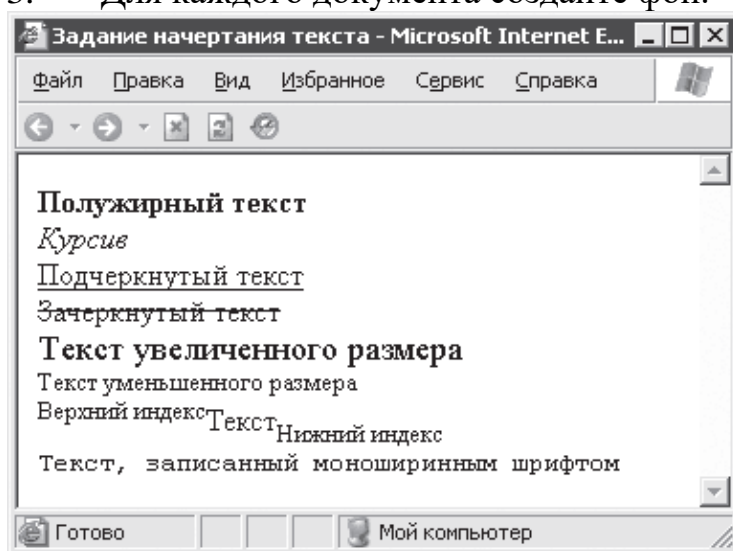 3. Для каждого документа создайте фон.
Задание начертания текста - Microsoft Internet E...
Файл Правка Вид Избранное Сервис Справка
Полужирный текст
Курсив
Подчеркнутый текст
Зачеркнутый текст
Текст увеличенного размера
Текст уменьшенного размера
Верхний индексТекстНижний индекс
Текст, записанный моноширинным шрифтом
Готово Мой компьютер